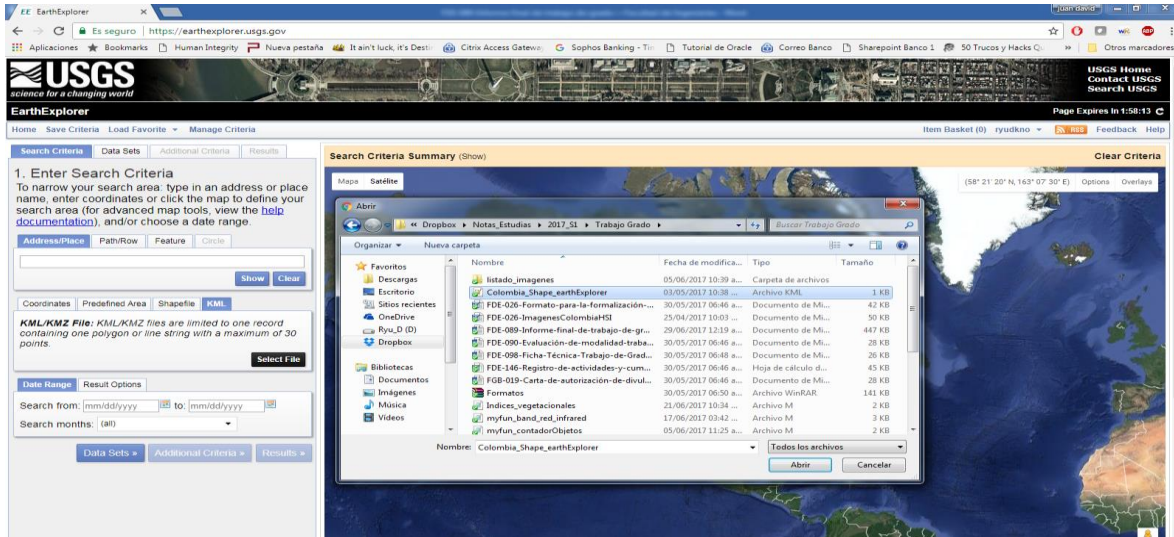 EE EarthExplorer
"juan david"
Es seguro | https://earthexplorer.usgs.gov
Aplicaciones Bookmarks Human Integrity Nueva pestaña It ain't luck, it's Desti Citrix Access Gateway Sophos Banking - Tin Tutorial de Oracle Correo Banco Sharepoint Banco 1 50 Trucos y Hacks Q » Otros marcadores
USGS
science for a changing world
USGS Home
Contact USGS
Search USGS
EarthExplorer
Page Expires In 1:58:13
Home Save Criteria Load Favorite Manage Criteria
Item Basket (0) ryudkno RSS Feedback Help
Search Criteria Data Sets Additional Criteria Results
Search Criteria Summary (Show)
Clear Criteria
1. Enter Search Criteria
To narrow your search area: type in an address or place
name, enter coordinates or click the map to define your
search area (for advanced map tools, view the help
documentation), and/or choose a date range.
Address/Place Path/Row Feature Circle
Show Clear
Coordinates Predefined Area Shapefile KML
KML/KMZ File: KML/KMZ files are limited to one record
containing one polygon or line string with a maximum of 30
points.
Select File
Date Range Result Options
Search from: mm/dd/yyyy to: mm/dd/yyyy
Search months: (all)
Data Sets » Additional Criteria » Results »
Mapa Satélite
(58° 21' 20" N, 163° 07' 30" E) Options Overlays
Abrir
« Dropbox ▸ Notas_Estudias ▸ 2017_S1 ▸ Trabajo Grado ▸
Buscar Trabajo Grado
Organizar Nueva carpeta
Favoritos
Descargas
Escritorio
Sitios recientes
OneDrive
Ryu_D (D)
Dropbox
Bibliotecas
Documentos
Imágenes
Música
Vídeos
Nombre Fecha de modifica... Tipo Tamaño
listado_imagenes 05/06/2017 10:39 a... Carpeta de archivos
Colombia_Shape_earthExplorer 03/05/2017 10:38 ... Archivo KML 1 KB
FDE-026-Formato-para-la-formalización-... 30/05/2017 06:46 a... Documento de Mi... 42 KB
FDE-026-ImagenesColombiaHSI 25/04/2017 10:03 ... Documento de Mi... 50 KB
FDE-089-Informe-final-de-trabajo-de-gr... 29/06/2017 12:19 a... Documento de Mi... 447 KB
FDE-090-Evaluación-de-modalidad-traba... 30/05/2017 06:46 a... Documento de Mi... 28 KB
FDE-098-Ficha-Técnica-Trabajo-de-Grad... 30/05/2017 06:48 a... Documento de Mi... 26 KB
FDE-146-Registro-de-actividades-y-cum... 30/05/2017 06:46 a... Hoja de cálculo d... 45 KB
FGB-019-Carta-de-autorización-de-divul... 30/05/2017 06:46 a... Documento de Mi... 28 KB
Formatos 30/05/2017 06:50 a... Archivo WinRAR 141 KB
Indices_vegetacionales 21/06/2017 10:34 ... Archivo M 2 KB
myfun_band_red_infrared 17/06/2017 03:42 ... Archivo M 3 KB
myfun_contadorObjetos 05/06/2017 11:25 a... Archivo M 2 KB
Nombre: Colombia_Shape_earthExplorer
Todos los archivos
Abrir Cancelar